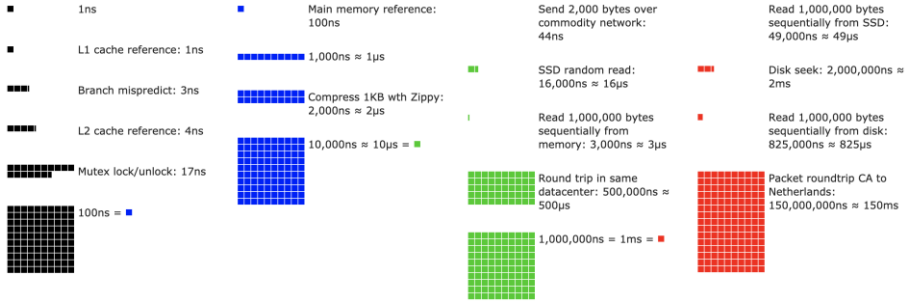 1ns
L1 cache reference: 1ns
Branch mispredict: 3ns
L2 cache reference: 4ns
Mutex lock/unlock: 17ns
100ns =
Main memory reference:
100ns
1,000ns ≈ 1μs
Compress 1KB wth Zippy:
2,000ns ≈ 2μs
10,000ns ≈ 10μs =
Send 2,000 bytes over
commodity network:
44ns
SSD random read:
16,000ns ≈ 16μs
Read 1,000,000 bytes
sequentially from
memory: 3,000ns ≈ 3μs
Round trip in same
datacenter: 500,000ns ≈
500μs
1,000,000ns = 1ms =
Read 1,000,000 bytes
sequentially from SSD:
49,000ns ≈ 49μs
Disk seek: 2,000,000ns ≈
2ms
Read 1,000,000 bytes
sequentially from disk:
825,000ns ≈ 825μs
Packet roundtrip CA to
Netherlands:
150,000,000ns ≈ 150ms